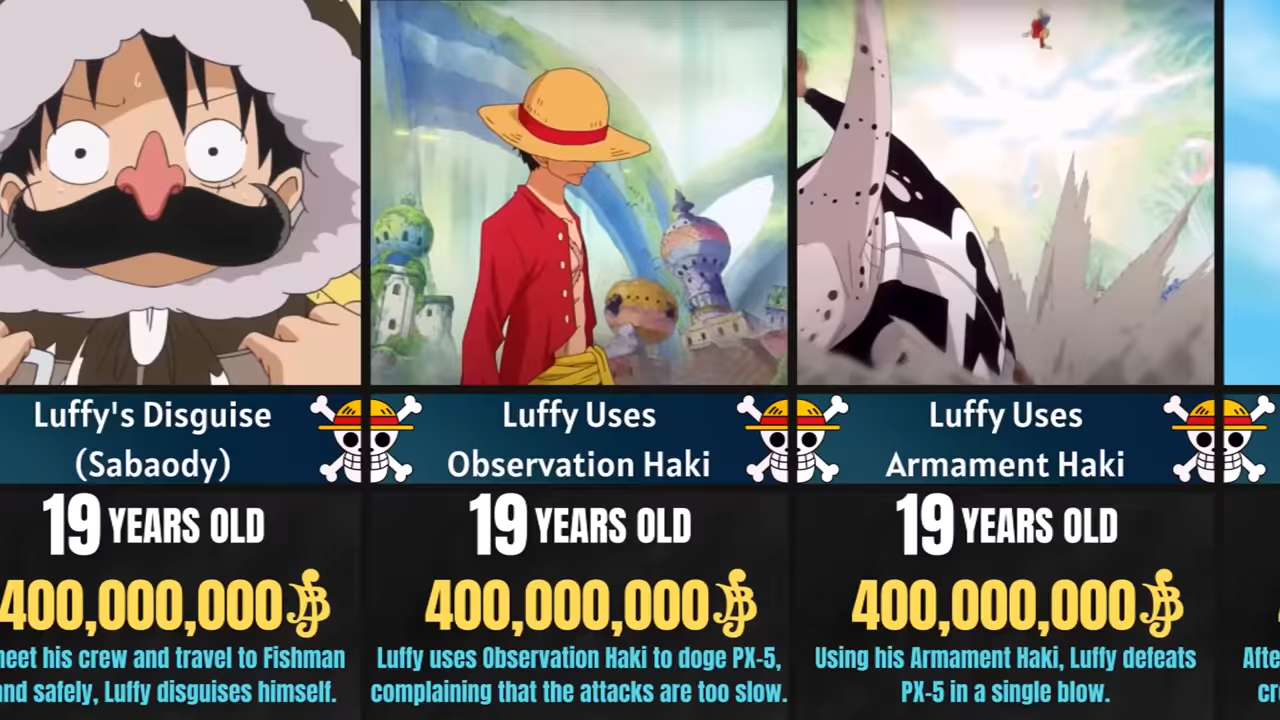 Luffy's Disguise
(Sabaody)
19 YEARS OLD
400,000,000
meet his crew and travel to Fishman
and safely, Luffy disguises himself.
Luffy Uses
Observation Haki
19 YEARS OLD
400,000,000
Luffy uses Observation Haki to doge PX-5,
complaining that the attacks are too slow.
Luffy Uses
Armament Haki
19 YEARS OLD
400,000,000
Using his Armament Haki, Luffy defeats
PX-5 in a single blow.